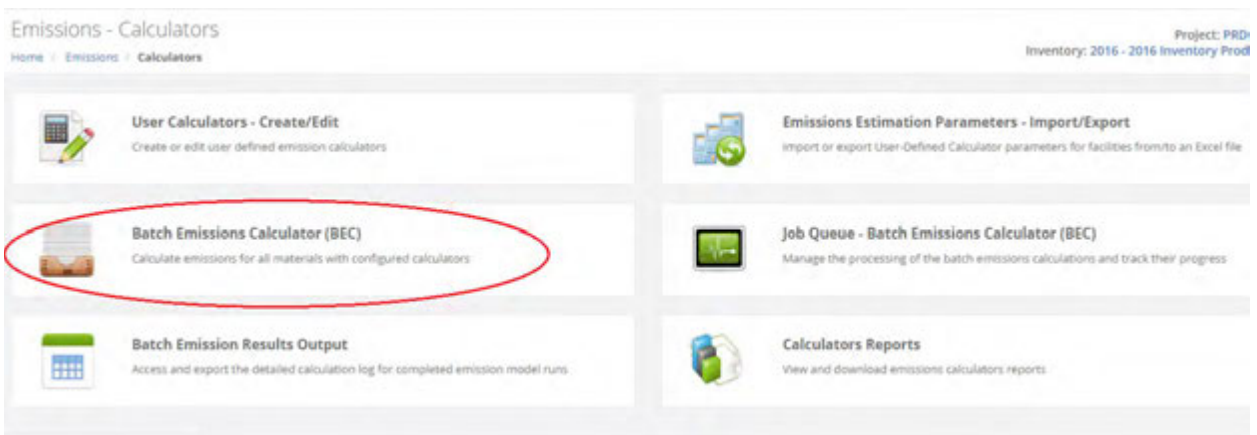 Emissions - Calculators
Home / Emissions / Calculators
Project: PRD
Inventory: 2016 - 2016 Inventory Prod
User Calculators - Create/Edit
Create or edit user defined emission calculators
Emissions Estimation Parameters - Import/Export
Import or export User-Defined Calculator parameters for facilities from/to an Excel file
Batch Emissions Calculator (BEC)
Calculate emissions for all materials with configured calculators
Job Queue - Batch Emissions Calculator (BEC)
Manage the processing of the batch emissions calculations and track their progress
Batch Emission Results Output
Access and export the detailed calculation log for completed emission model runs
Calculators Reports
View and download emissions calculators reports